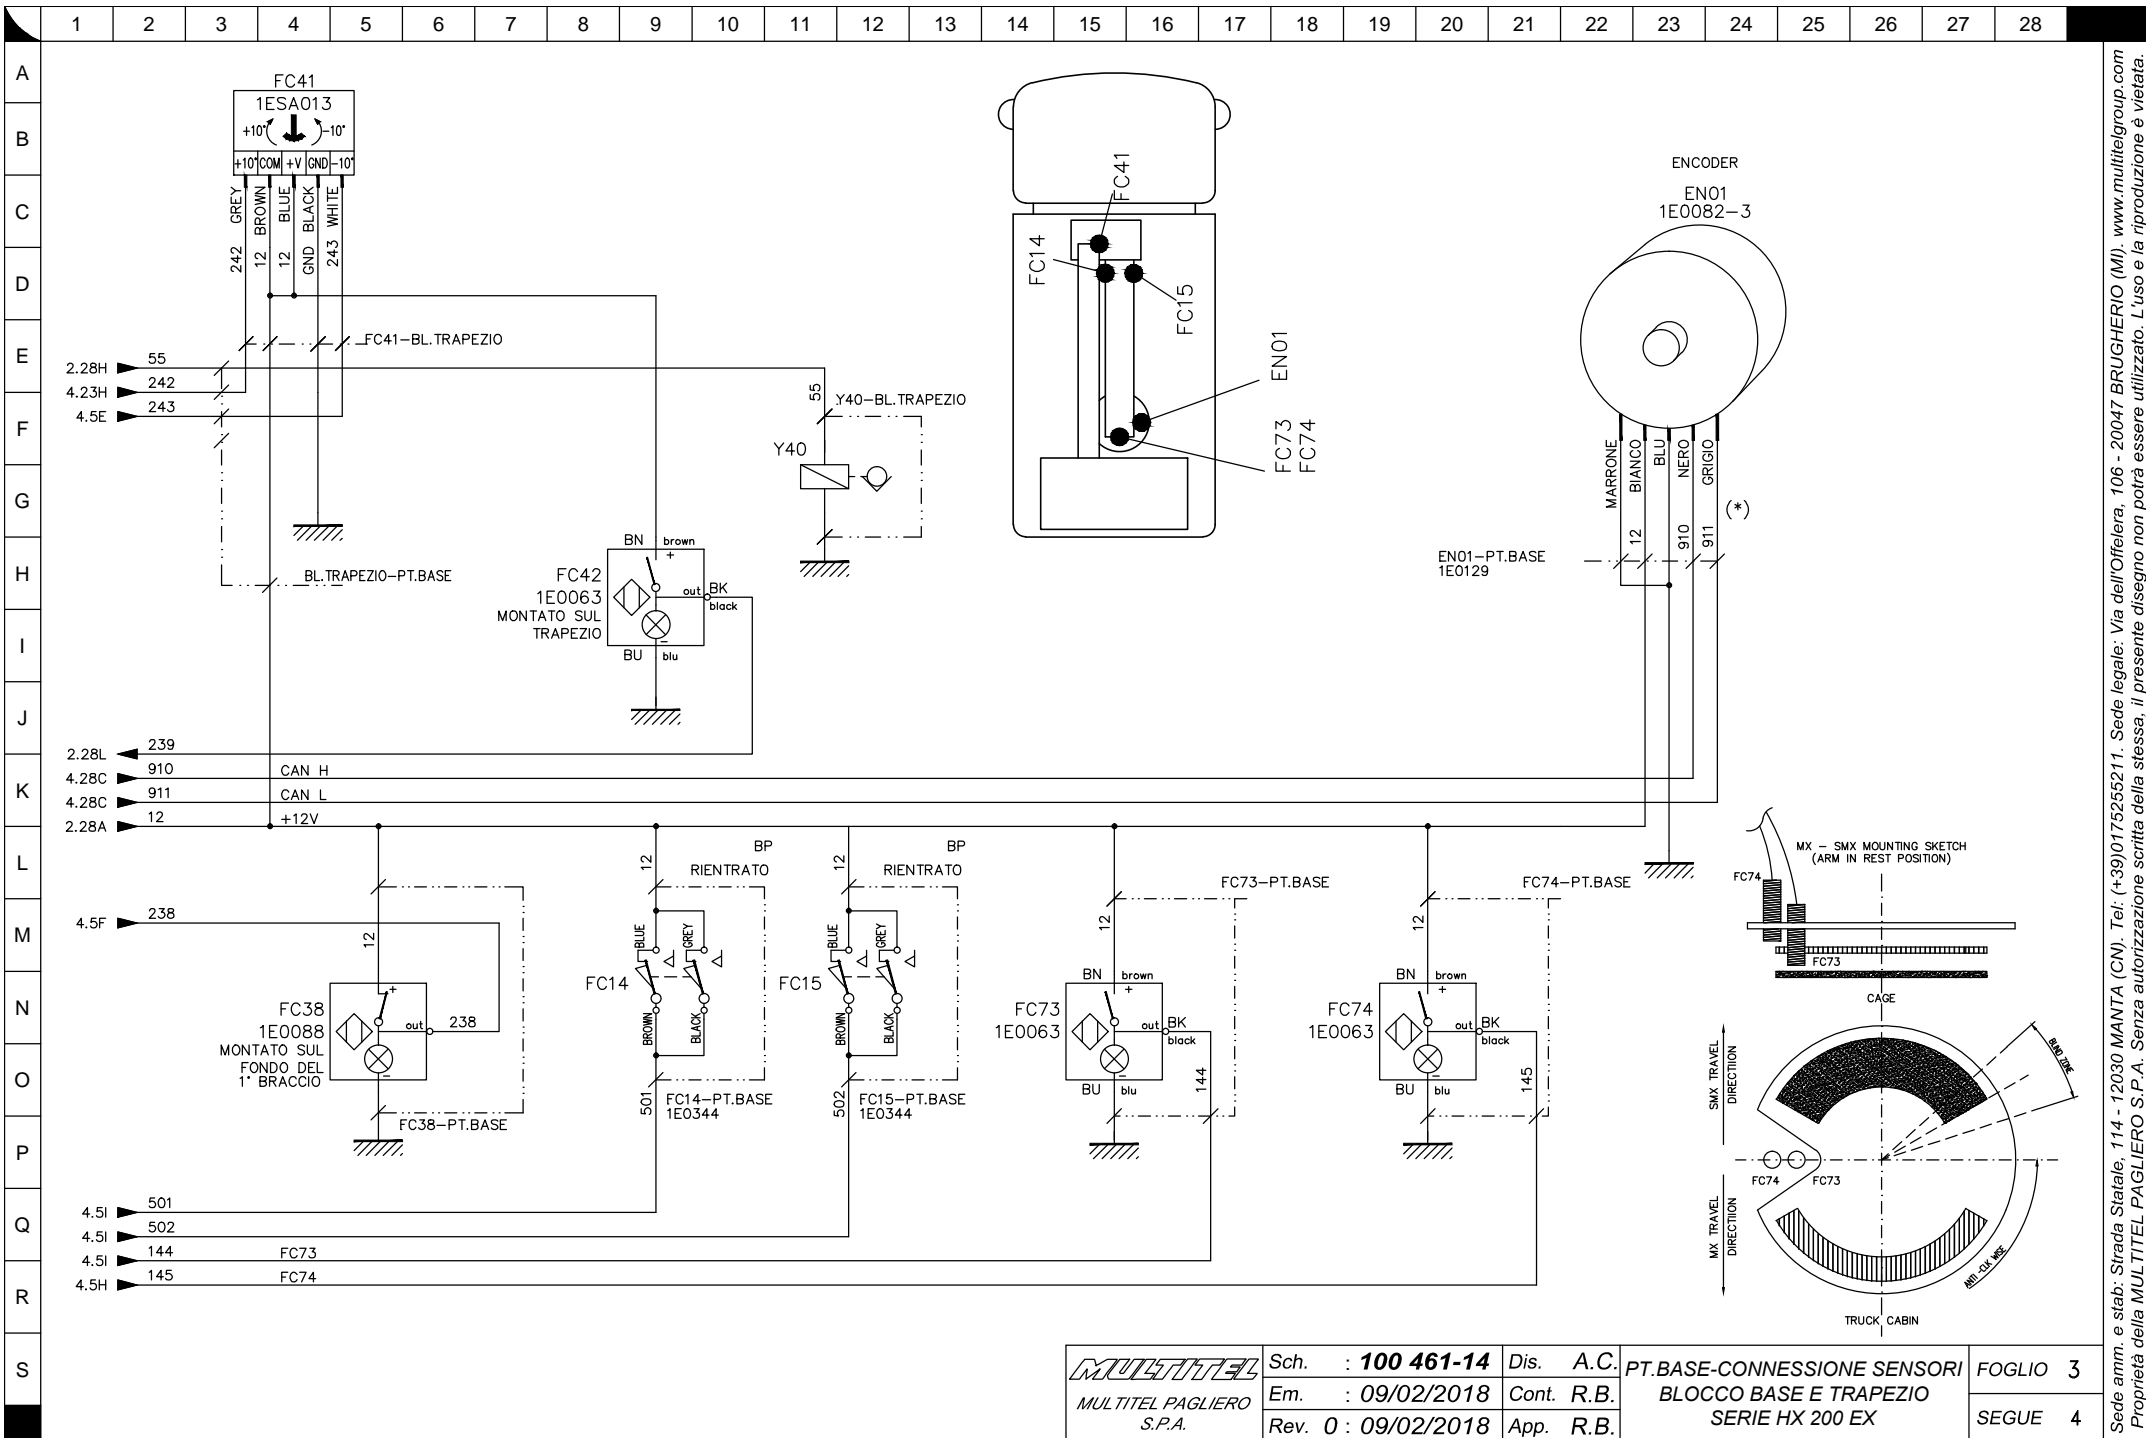 1 2 3 4 5 6 7 8 9 10 11 12 13 14 15 16 17 18 19 20 21 22 23 24 25 26 27 28
A
B
C
D
E
F
G
H
I
J
K
L
M
N
O
P
Q
R
S
FC41
1ESA013
+10° -10°
+10° COM +V GND -10°
GREY BROWN BLUE BLACK WHITE
242 12 12 GND 243
FC41-BL.TRAPEZIO
2.28H 55
4.23H 242
4.5E 243
BL.TRAPEZIO-PT.BASE
55
Y40-BL.TRAPEZIO
Y40
BN brown
+
FC42
1E0063
MONTATO SUL
TRAPEZIO
out BK
black
-
BU blu
FC41
FC14
FC15
EN01
FC73
FC74
ENCODER
EN01
1E0082-3
MARRONE BIANCO BLU NERO GRIGIO
(*)
12 910 911
EN01-PT.BASE
1E0129
2.28L 239
4.28C 910 CAN H
4.28C 911 CAN L
2.28A 12 +12V
4.5F 238
12
+
FC38
1E0088
MONTATO SUL
FONDO DEL
1° BRACCIO
out 238
-
FC38-PT.BASE
12
BP
RIENTRATO
BLUE GREY
FC14
BROWN BLACK
501
FC14-PT.BASE
1E0344
12
BP
RIENTRATO
BLUE GREY
FC15
BROWN BLACK
502
FC15-PT.BASE
1E0344
FC73-PT.BASE
12
BN brown
+
FC73
1E0063
out BK
black
-
BU blu
144
FC74-PT.BASE
12
BN brown
+
FC74
1E0063
out BK
black
-
BU blu
145
4.5I 501
4.5I 502
4.5I 144 FC73
4.5H 145 FC74
MX - SMX MOUNTING SKETCH
(ARM IN REST POSITION)
FC74
FC73
CAGE
BLIND ZONE
SMX TRAVEL
DIRECTION
FC74 FC73
MX TRAVEL
DIRECTIION
ANTI -CLK WISE
TRUCK CABIN
MULTITEL
MULTITEL PAGLIERO
S.P.A.
Sch. : 100 461-14 Dis. A.C.
Em. : 09/02/2018 Cont. R.B.
Rev. 0 : 09/02/2018 App. R.B.
PT.BASE-CONNESSIONE SENSORI
BLOCCO BASE E TRAPEZIO
SERIE HX 200 EX
FOGLIO 3
SEGUE 4
Sede amm. e stab: Strada Statale, 114 - 12030 MANTA (CN). Tel: (+39)0175255211. Sede legale: Via dell'Offelera, 106 - 20047 BRUGHERIO (MI). www.multitelgroup.com
Proprietà della MULTITEL PAGLIERO S.P.A. Senza autorizzazione scritta della stessa, il presente disegno non potrà essere utilizzato. L'uso e la riproduzione è vietata.